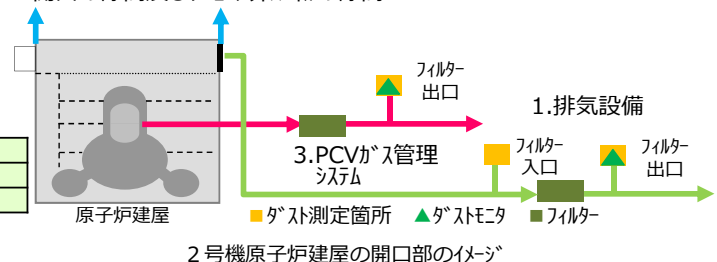 フィルター
出口
1.排気設備
3.PCVガス管理
システム
フィルター
入口
フィルター
出口
原子炉建屋
ダスト測定箇所 ダストモニタ フィルター
2号機原子炉建屋の開口部のイメージ